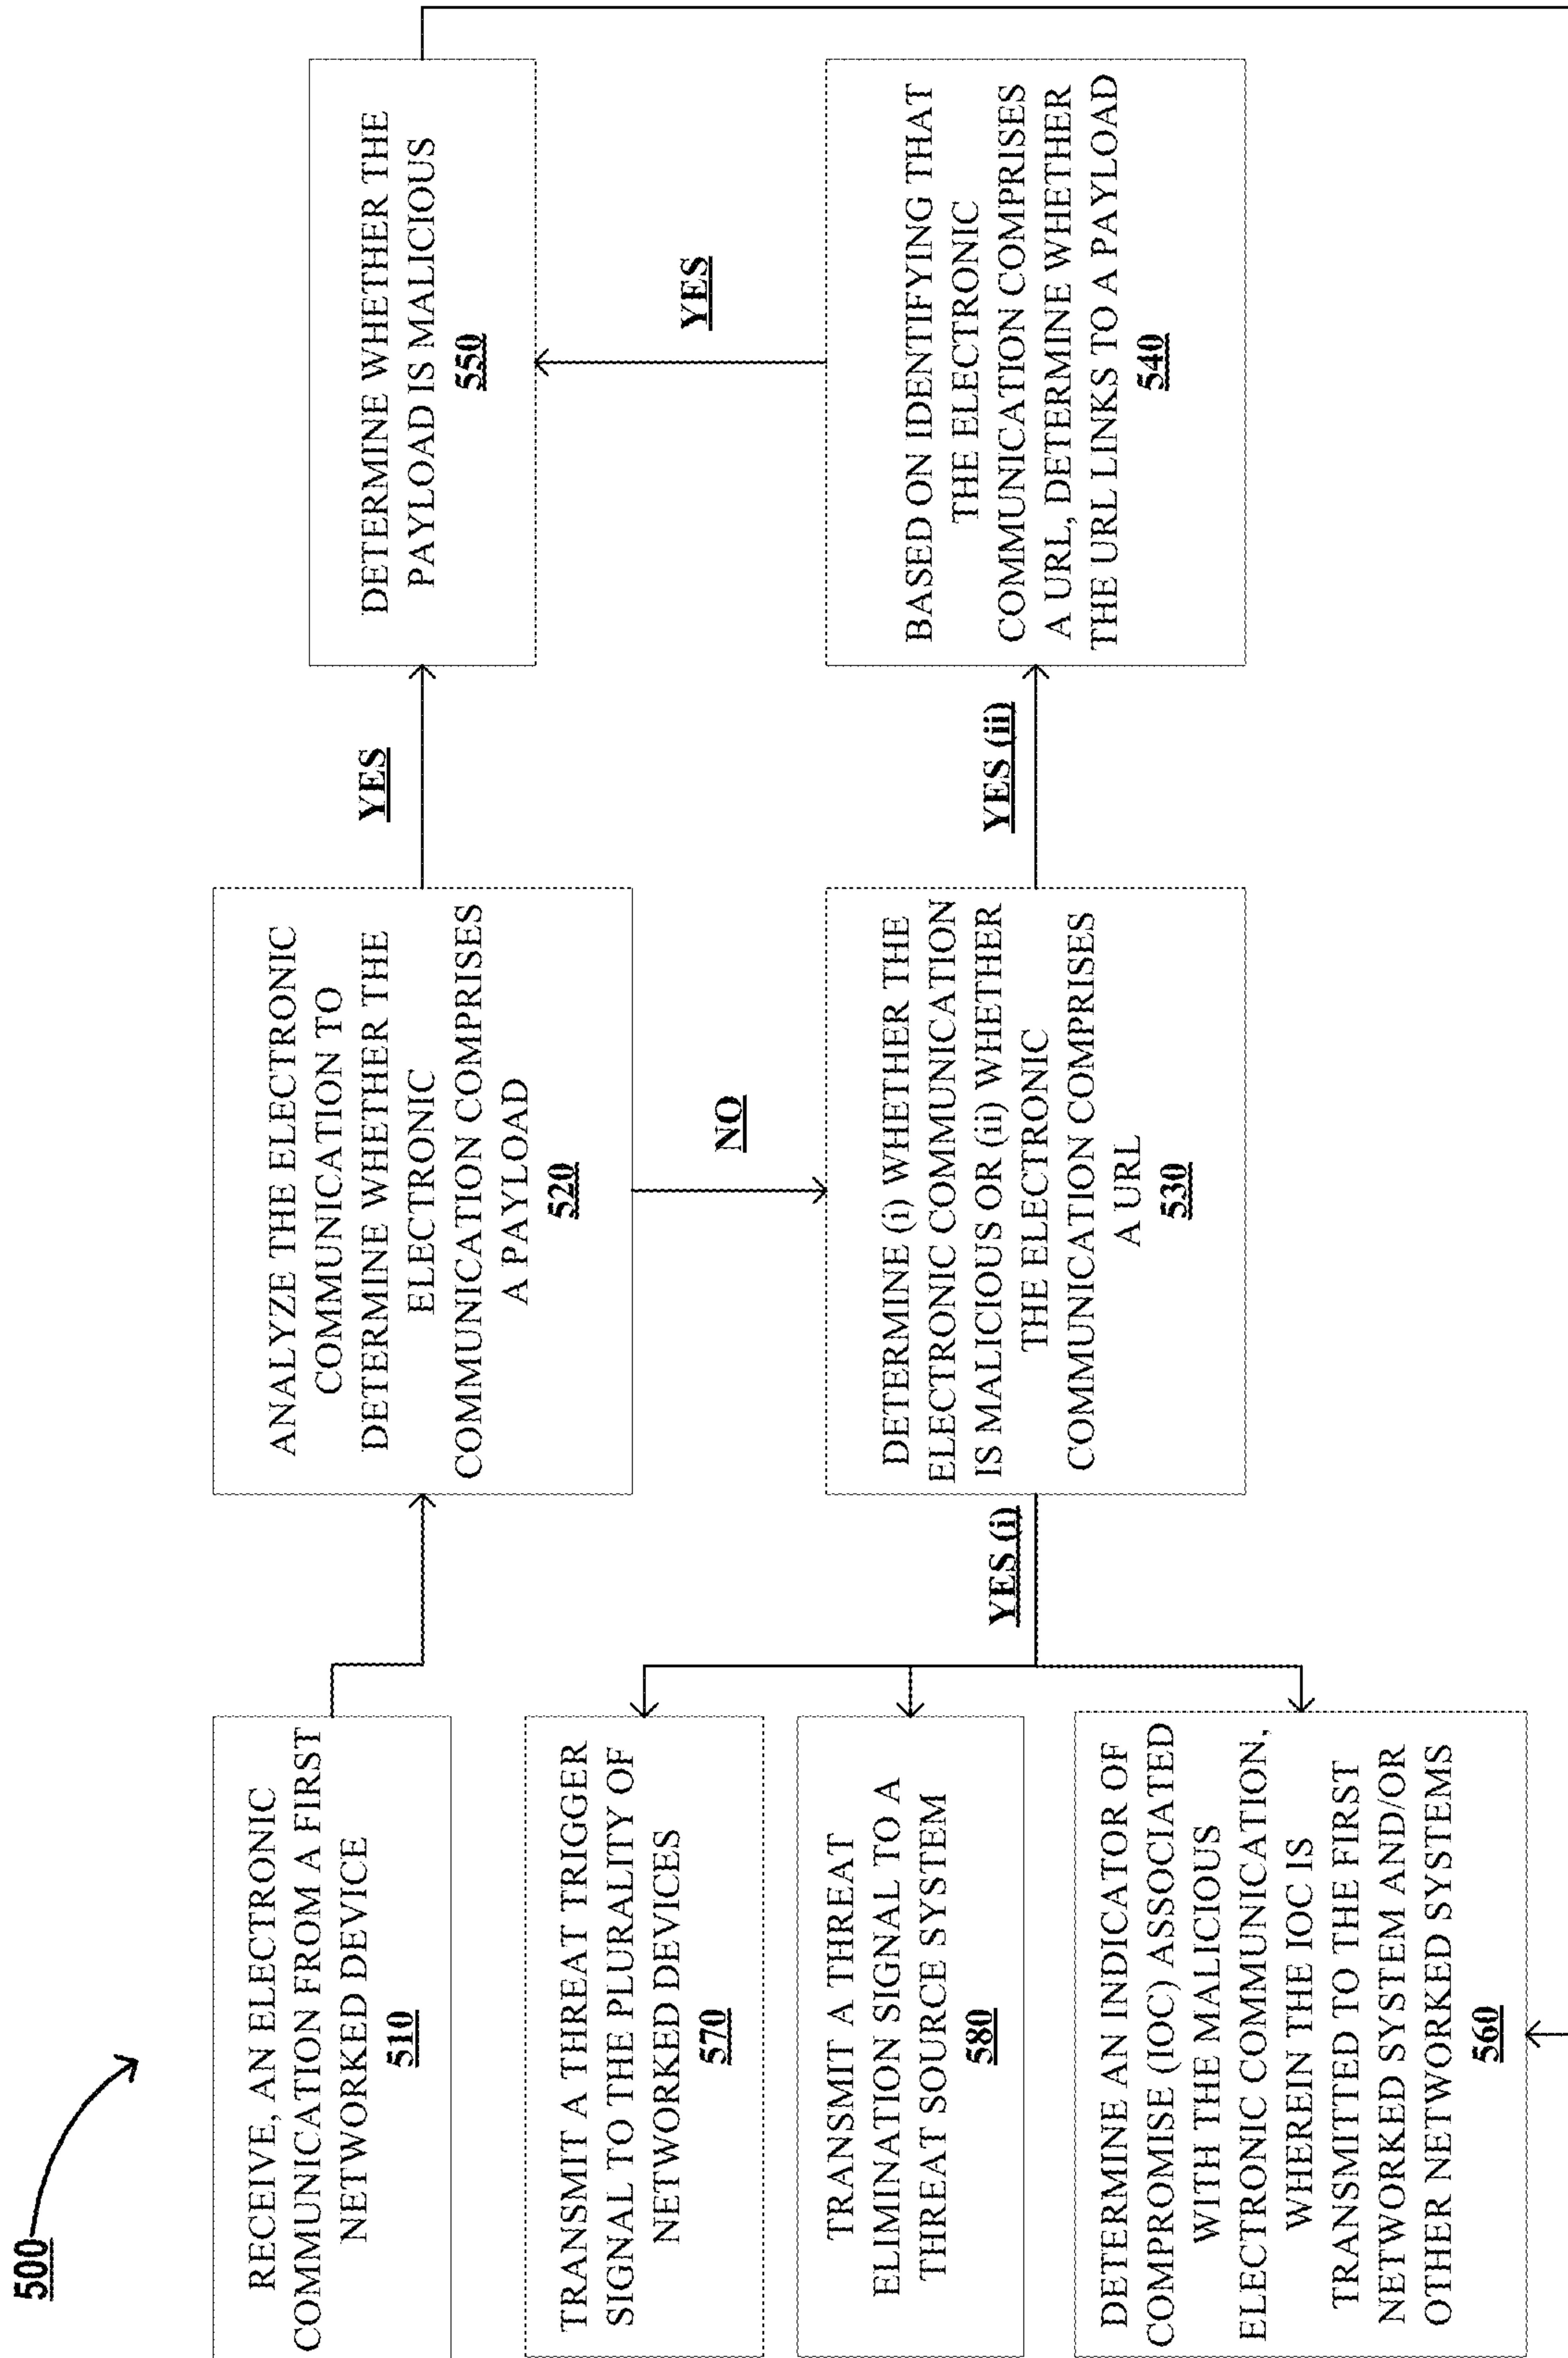 500
RECEIVE, AN ELECTRONIC
COMMUNICATION FROM A FIRST
NETWORKED DEVICE
510
ANALYZE THE ELECTRONIC
COMMUNICATION TO
DETERMINE WHETHER THE
ELECTRONIC
COMMUNICATION COMPRISES
A PAYLOAD
520
YES
DETERMINE WHETHER THE
PAYLOAD IS MALICIOUS
550
NO
YES
TRANSMIT A THREAT TRIGGER
SIGNAL TO THE PLURALITY OF
NETWORKED DEVICES
570
TRANSMIT A THREAT
ELIMINATION SIGNAL TO A
THREAT SOURCE SYSTEM
580
YES (i)
DETERMINE (i) WHETHER THE
ELECTRONIC COMMUNICATION
IS MALICIOUS OR (ii) WHETHER
THE ELECTRONIC
COMMUNICATION COMPRISES
A URL
530
YES (ii)
BASED ON IDENTIFYING THAT
THE ELECTRONIC
COMMUNICATION COMPRISES
A URL, DETERMINE WHETHER
THE URL LINKS TO A PAYLOAD
540
DETERMINE AN INDICATOR OF
COMPROMISE (IOC) ASSOCIATED
WITH THE MALICIOUS
ELECTRONIC COMMUNICATION,
WHEREIN THE IOC IS
TRANSMITTED TO THE FIRST
NETWORKED SYSTEM AND/OR
OTHER NETWORKED SYSTEMS
560